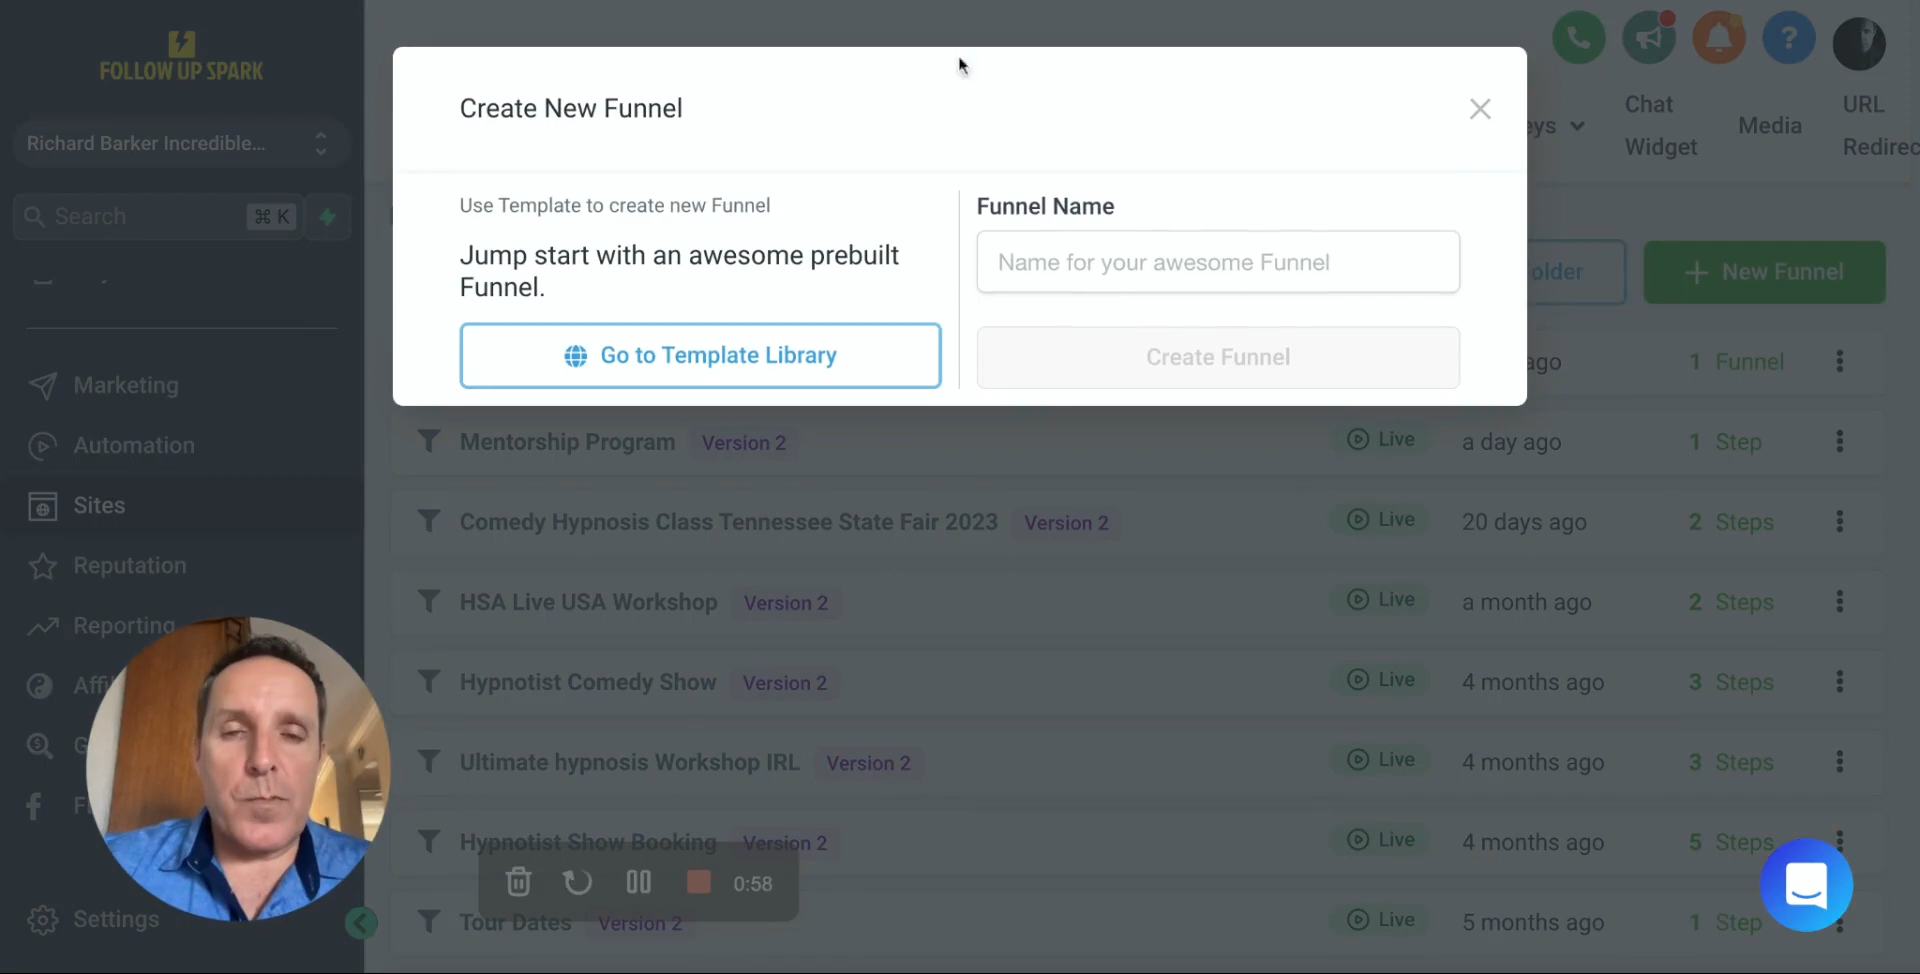 FOLLOW UP SPARK
Richard Barker Incredible...
Search
⌘ K
Marketing
Automation
Sites
Reputation
Reporting
Affi
G
F
Settings
Create New Funnel
Use Template to create new Funnel
Jump start with an awesome prebuilt
Funnel.
Go to Template Library
Funnel Name
Name for your awesome Funnel
Create Funnel
eys
Chat
Widget
Media
URL
Redirec
older
+ New Funnel
ago
1 Funnel
Mentorship Program Version 2 Live a day ago 1 Step
Comedy Hypnosis Class Tennessee State Fair 2023 Version 2 Live 20 days ago 2 Steps
HSA Live USA Workshop Version 2 Live a month ago 2 Steps
Hypnotist Comedy Show Version 2 Live 4 months ago 3 Steps
Ultimate hypnosis Workshop IRL Version 2 Live 4 months ago 3 Steps
Hypnotist Show Booking Version 2 Live 4 months ago 5 Steps
0:58
Tour Dates Version 2 Live 5 months ago 1 Step